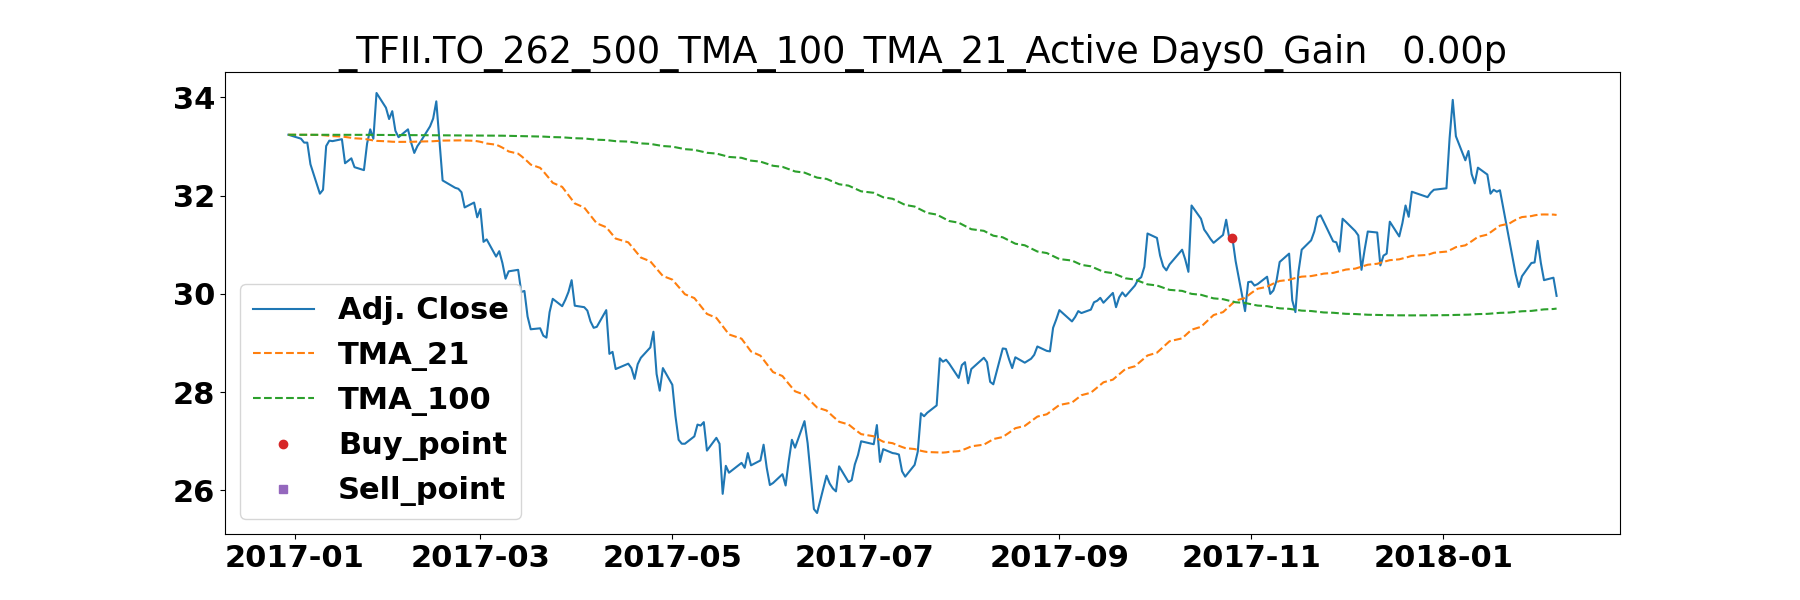 _TFII.TO_262_500_TMA_100_TMA_21_Active Days0_Gain   0.00p
34
32
30
28
26
Adj. Close
TMA_21
TMA_100
Buy_point
Sell_point
2017-01 2017-03 2017-05 2017-07 2017-09 2017-11 2018-01